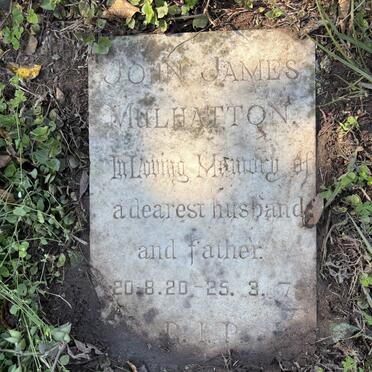 JOHN JAMES
MULHATTON.
In Loving Memory of
a dearest husband
and father.
20.8.20 - 25. 3. 7
R.I.P.